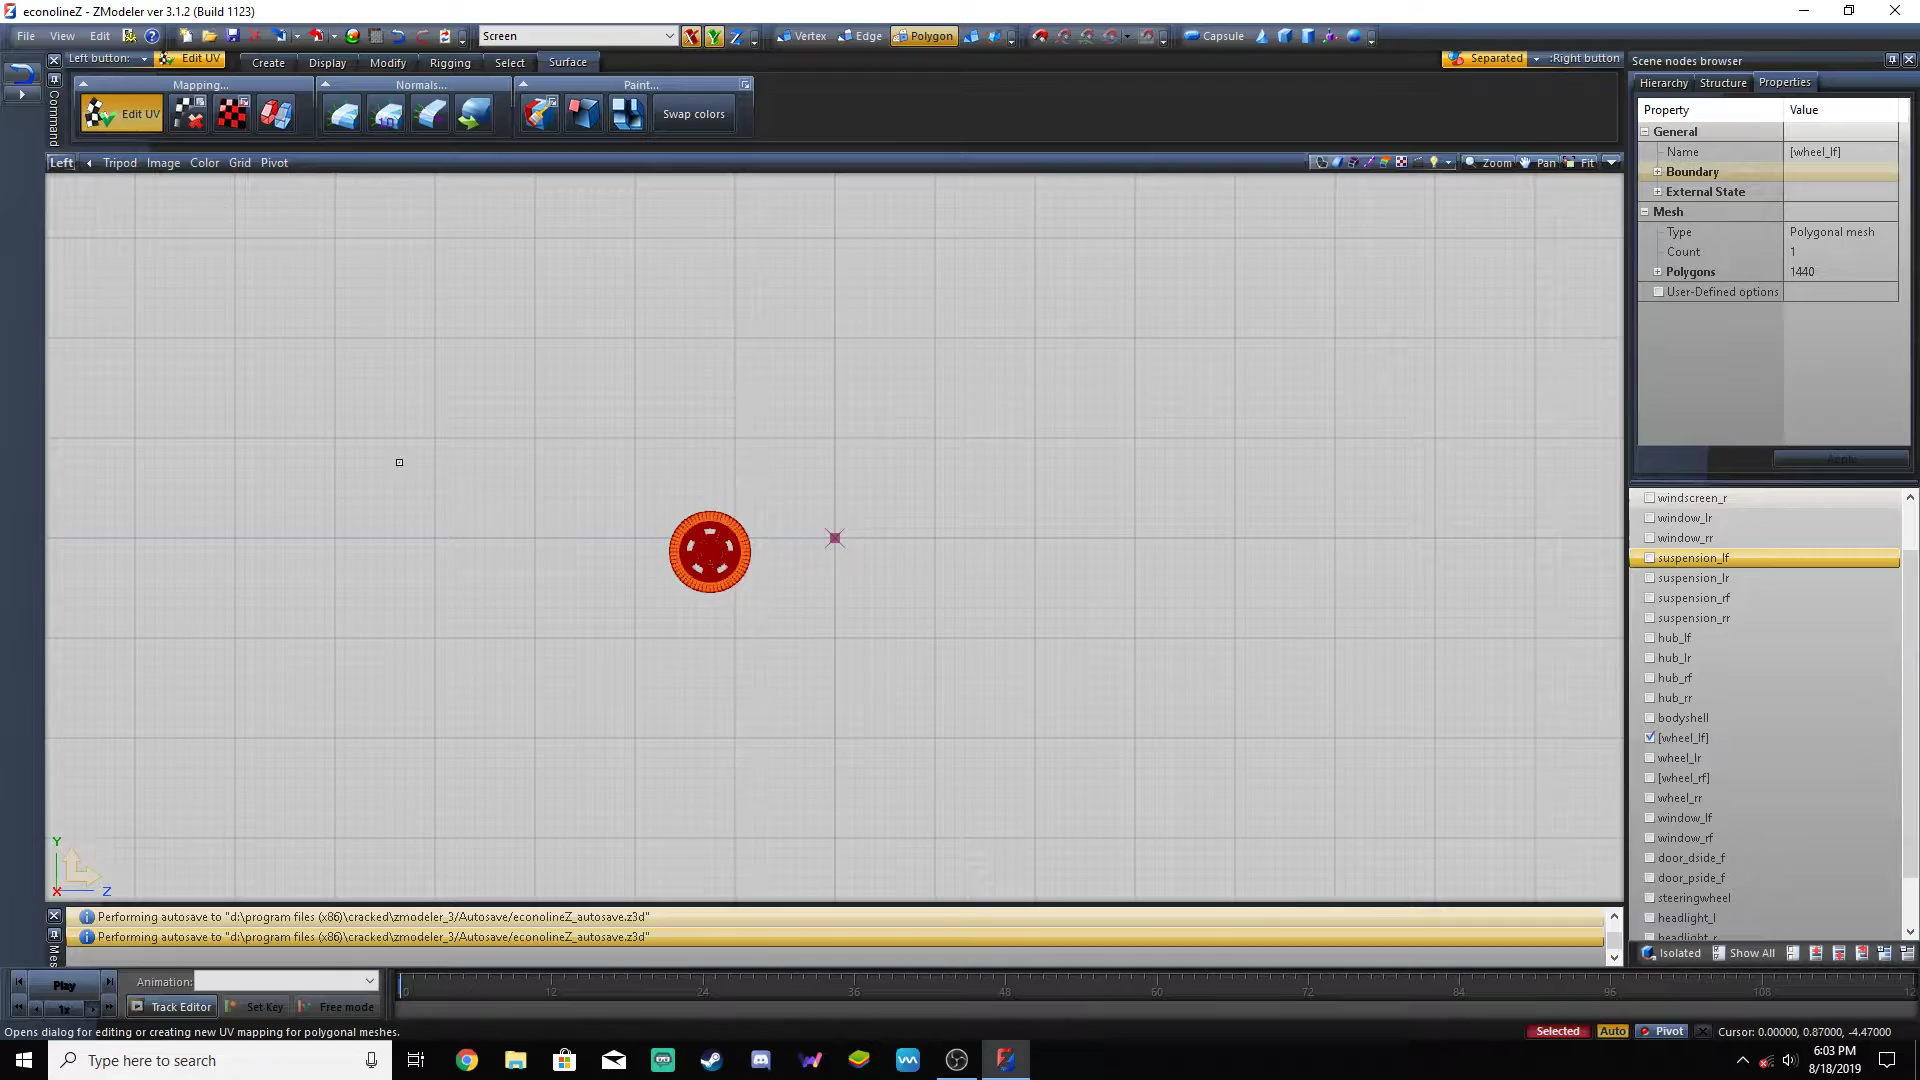 econolineZ - ZModeler ver 3.1.2 (Build 1123)
File View Edit Screen X Y Z Vertex Edge Polygon Capsule
Left button: Edit UV Create Display Modify Rigging Select Surface Separated :Right button
Mapping... Normals... Paint...
Edit UV Swap colors
Command
Left Tripod Image Color Grid Pivot Zoom Pan Fit
Scene nodes browser
Hierarchy Structure Properties
Property Value
General
Name [wheel_lf]
Boundary
External State
Mesh
Type Polygonal mesh
Count 1
Polygons 1440
User-Defined options
Apply
windscreen_r
window_lr
window_rr
suspension_lf
suspension_lr
suspension_rf
suspension_rr
hub_lf
hub_lr
hub_rf
hub_rr
bodyshell
[wheel_lf]
wheel_lr
[wheel_rf]
wheel_rr
window_lf
window_rf
door_dside_f
door_pside_f
steeringwheel
headlight_l
headlight_r
Isolated Show All
Y
X Z
Performing autosave to "d:\program files (x86)\cracked\zmodeler_3/Autosave/econolineZ_autosave.z3d"
Performing autosave to "d:\program files (x86)\cracked\zmodeler_3/Autosave/econolineZ_autosave.z3d"
Mes
Play Animation:
1x Track Editor Set Key Free mode
0 12 24 36 48 60 72 84 96 108 12
Opens dialog for editing or creating new UV mapping for polygonal meshes.
Selected Auto Pivot Cursor: 0.00000, 0.87000, -4.47000
Type here to search
6:03 PM
8/18/2019